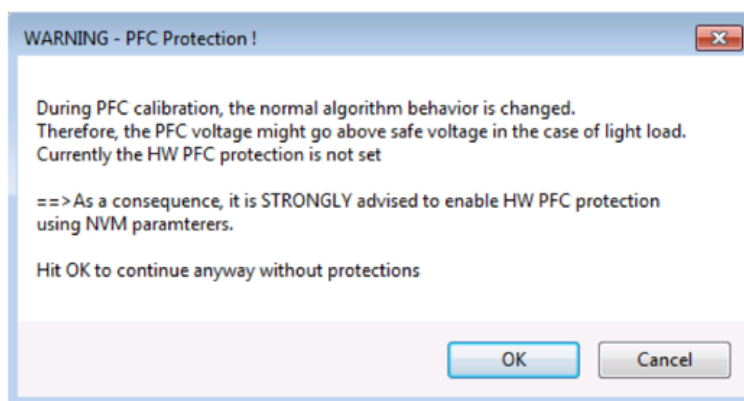 WARNING - PFC Protection !
During PFC calibration, the normal algorithm behavior is changed.
Therefore, the PFC voltage might go above safe voltage in the case of light load.
Currently the HW PFC protection is not set
==>As a consequence, it is STRONGLY advised to enable HW PFC protection
using NVM paramterers.
Hit OK to continue anyway without protections
OK
Cancel